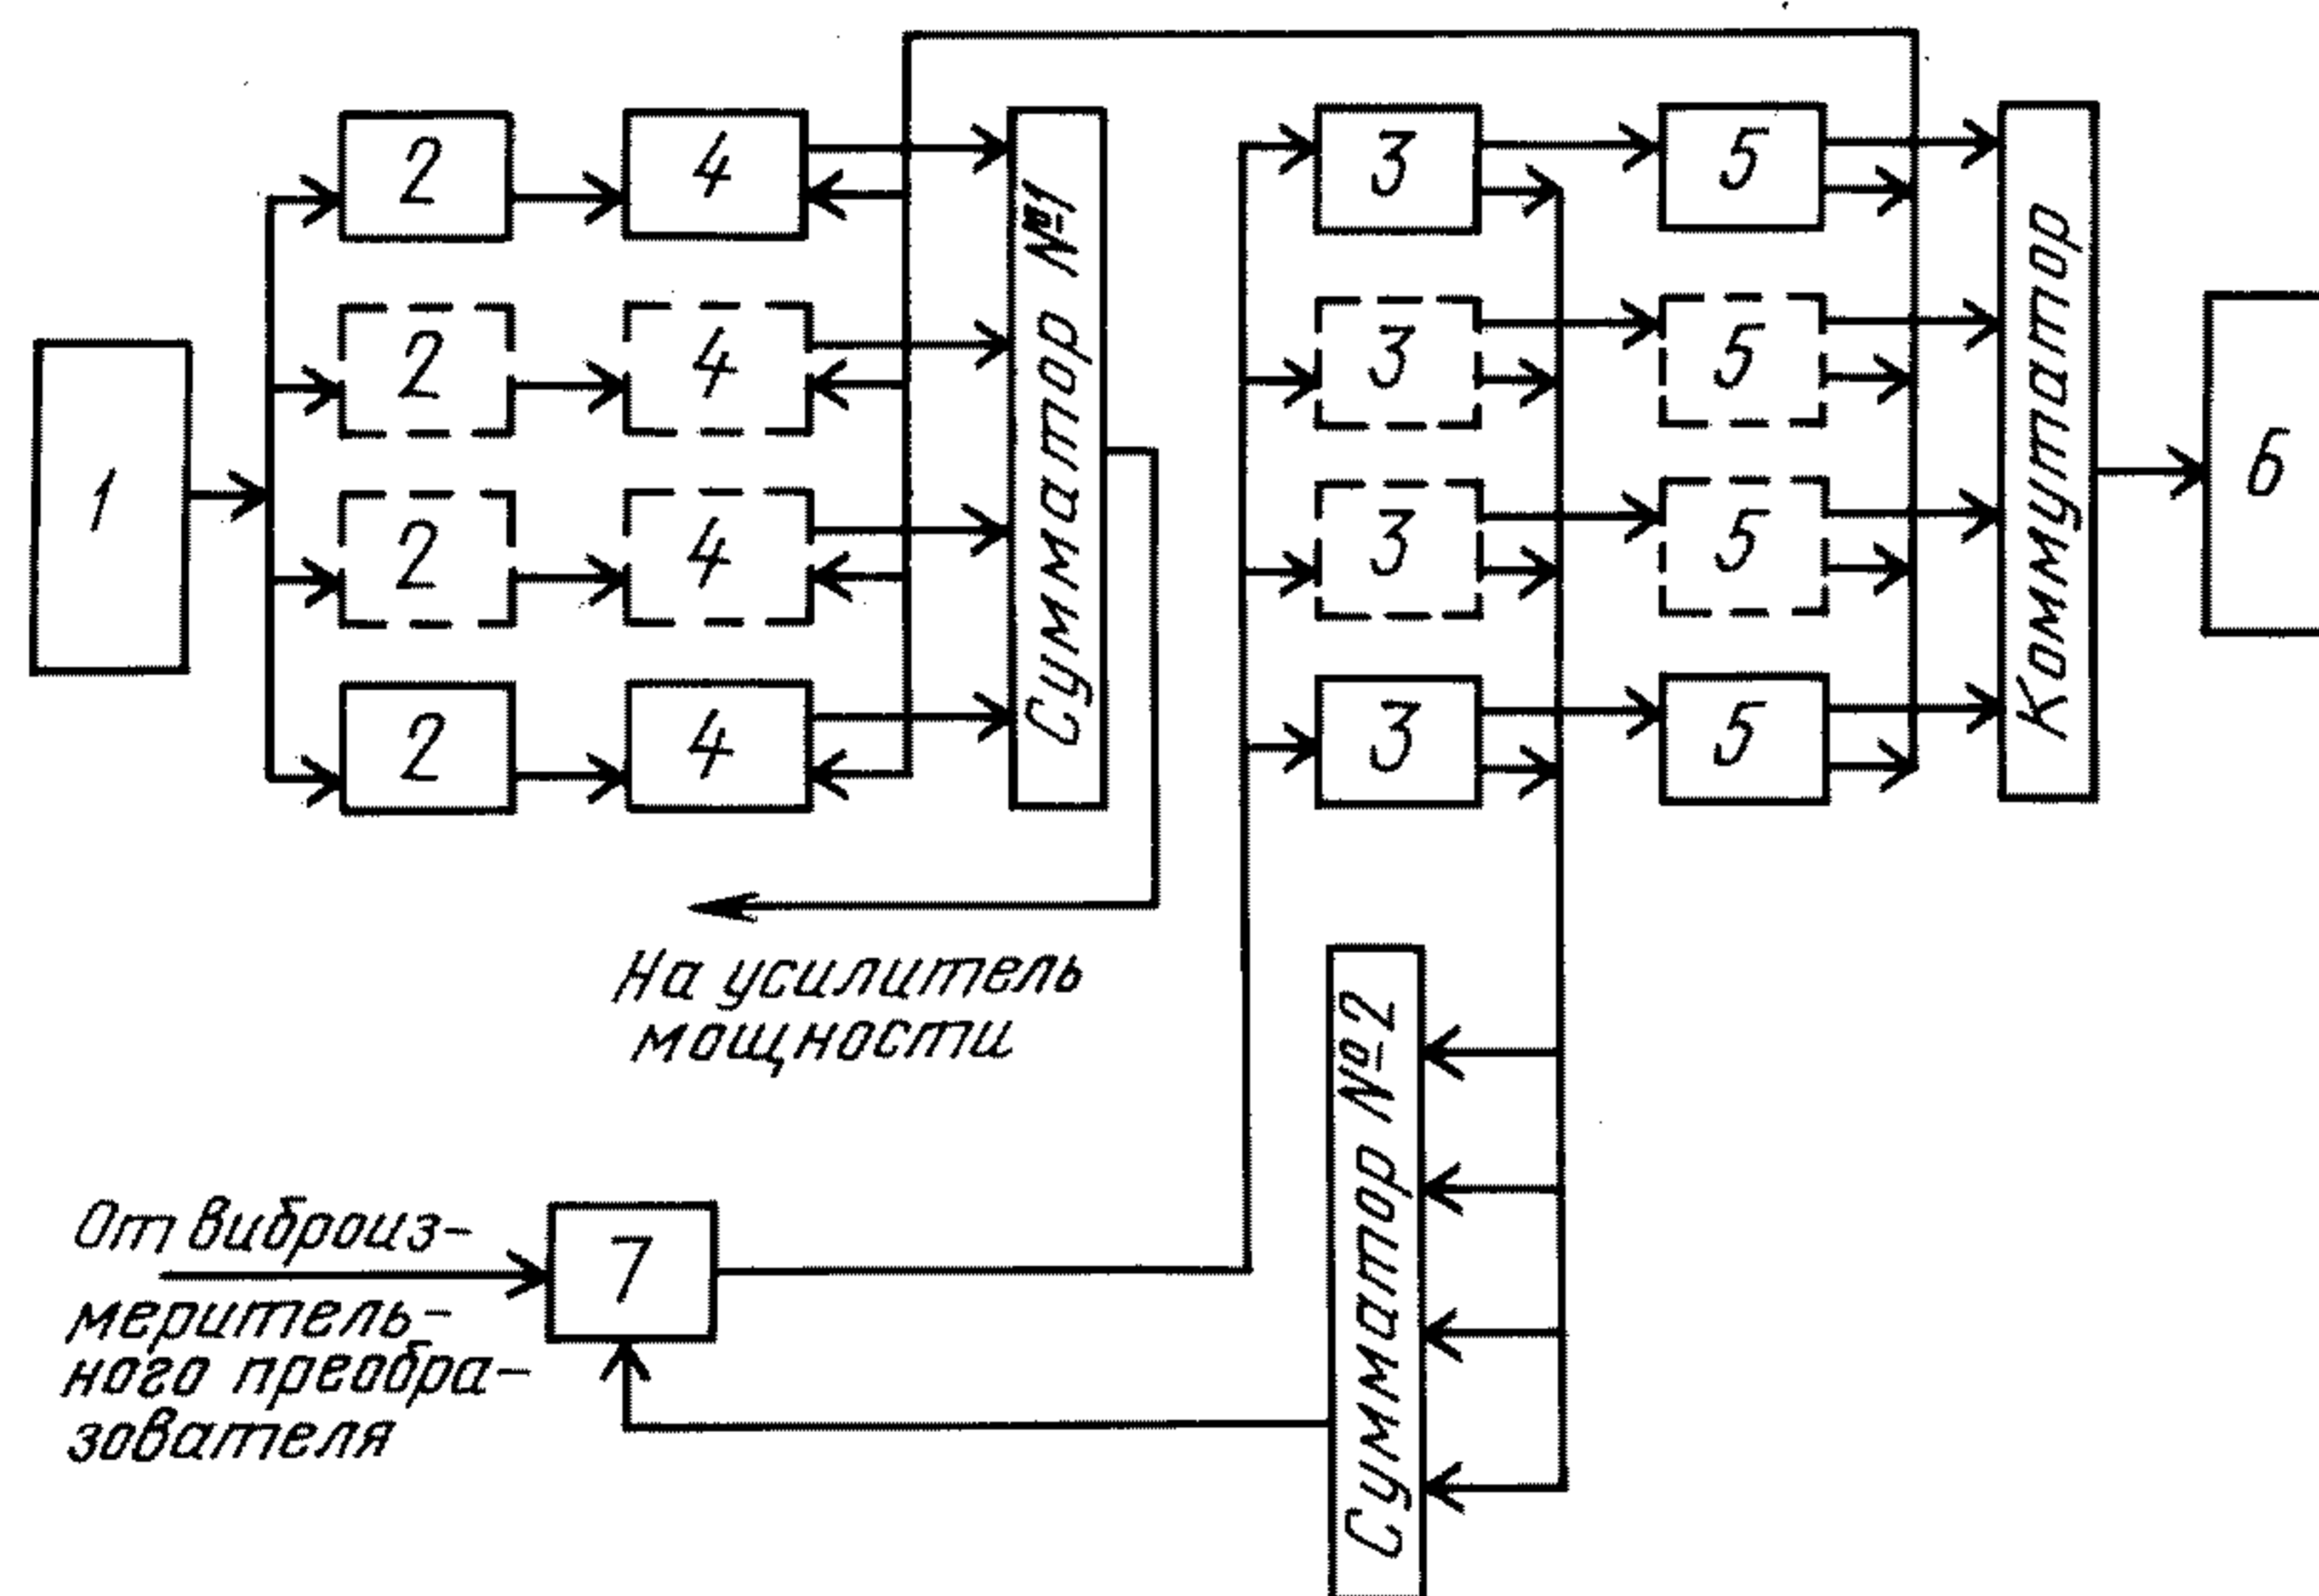 2 4 3 5
2 4 3 5
1
6
2 4 3 5
2 4 3 5
Сумматор №1
Коммутатор
На усилитель
мощности
Сумматор №2
От виброиз-
7
меритель-
ного преобра-
зователя